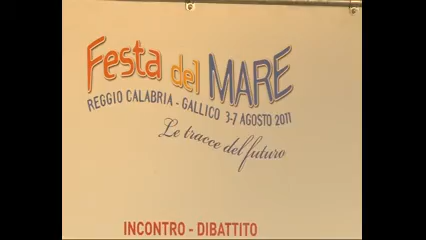 Festa del MARE
REGGIO CALABRIA - GALLICO 3-7 AGOSTO 2011
Le tracce del futuro
INCONTRO - DIBATTITO